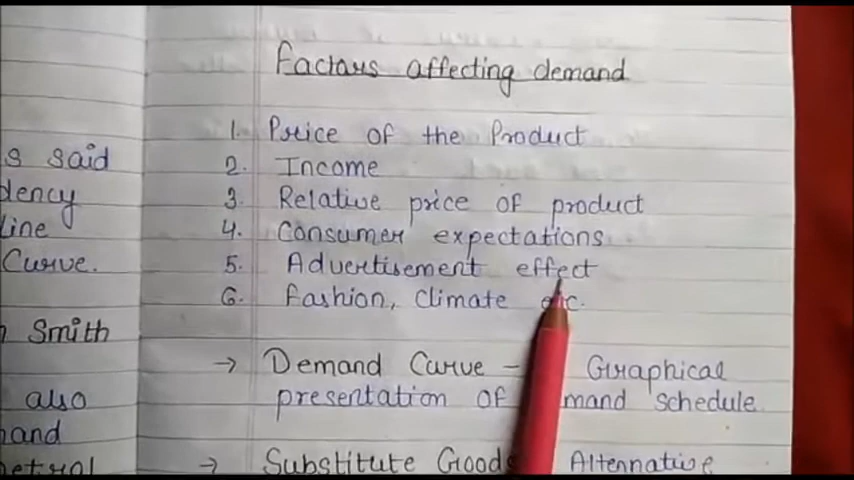 Factors affecting demand
1. Price of the Product
2. Income
3. Relative price of product
4. Consumer expectations
5. Advertisement effect
6. Fashion, Climate etc.
→ Demand Curve - Graphical
presentation of demand schedule
→ Substitute Goods Alternative
s said
dency
line
Curve.
Smith
also
and